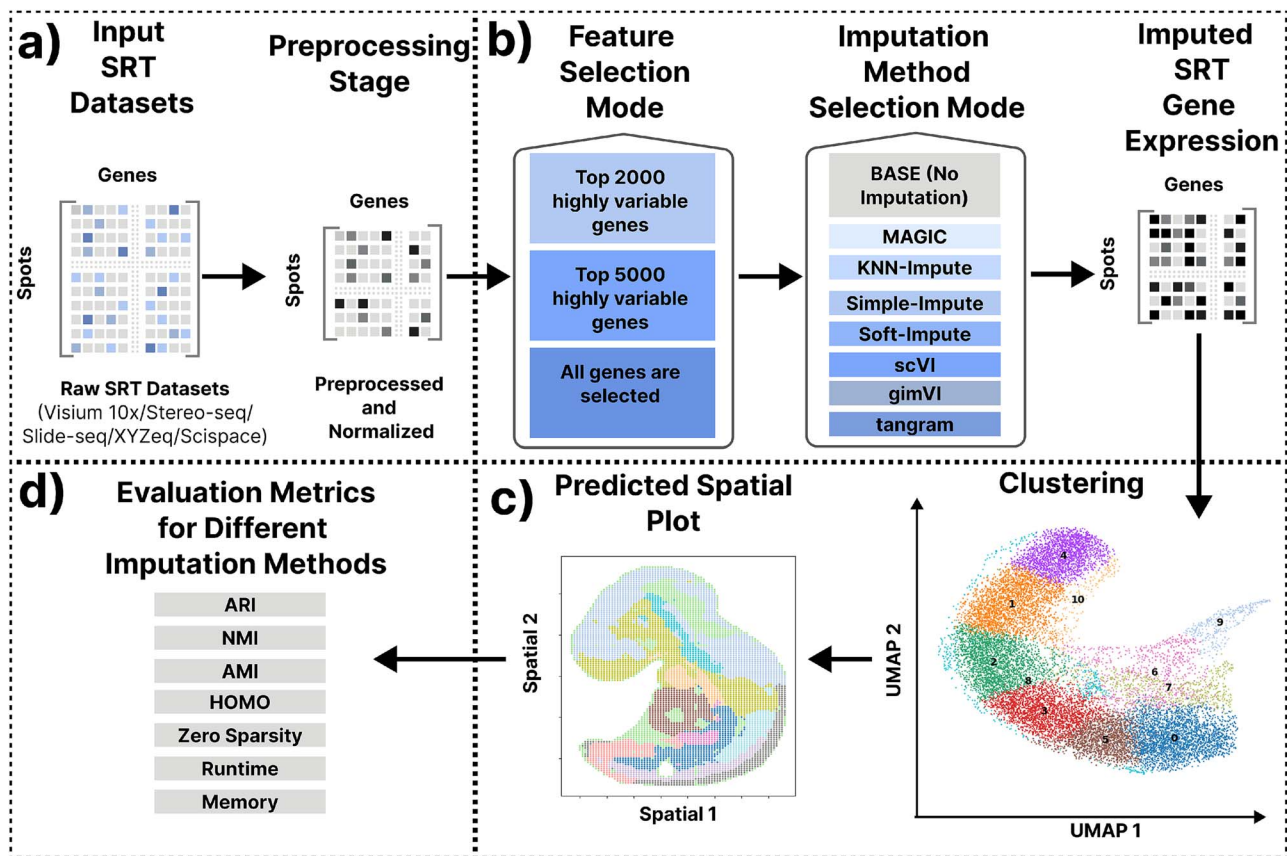 a)
Input
SRT
Datasets
Preprocessing
Stage
Genes
Spots
Raw SRT Datasets
(Visium 10x/Stereo-seq/
Slide-seq/XYZeq/Scispace)
Genes
Spots
Preprocessed
and
Normalized
b)
Feature
Selection
Mode
Top 2000
highly variable
genes
Top 5000
highly variable
genes
All genes are
selected
Imputation
Method
Selection Mode
BASE (No
Imputation)
MAGIC
KNN-Impute
Simple-Impute
Soft-Impute
scVI
gimVI
tangram
Imputed
SRT
Gene
Expression
Genes
Spots
c)
Clustering
UMAP 2
4
1
10
9
2
8
6
7
3
5
0
UMAP 1
Predicted Spatial
Plot
Spatial 2
Spatial 1
d)
Evaluation Metrics
for Different
Imputation Methods
ARI
NMI
AMI
HOMO
Zero Sparsity
Runtime
Memory